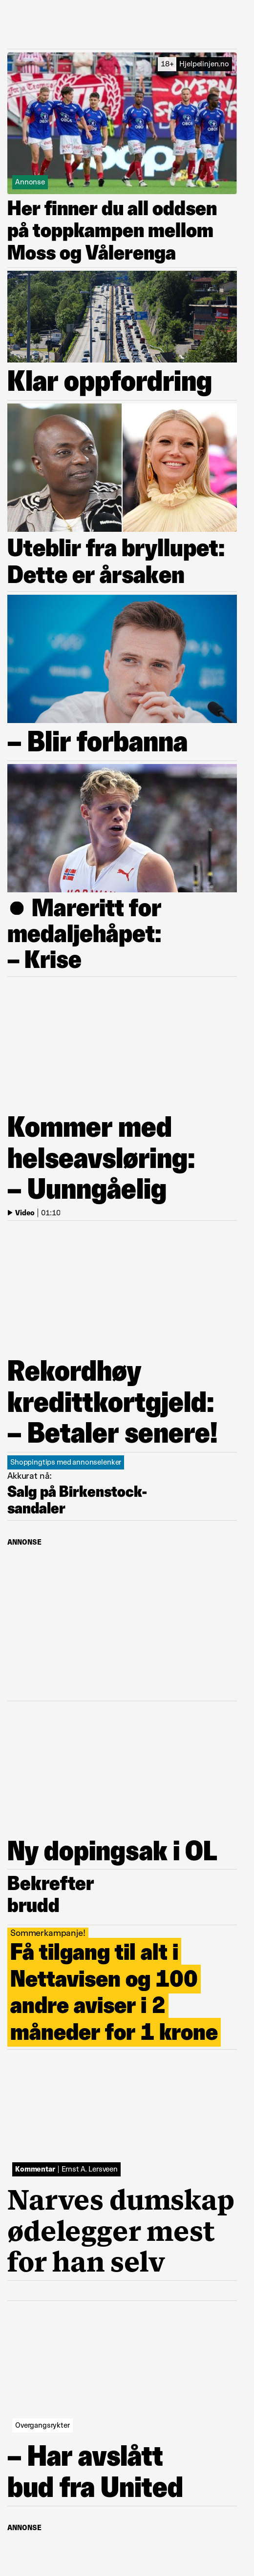 18+ Hjelpelinjen.no
Annonse
Her finner du all oddsen
på toppkampen mellom
Moss og Vålerenga
Klar oppfordring
Uteblir fra bryllupet:
Dette er årsaken
– Blir forbanna
● Mareritt for
medaljehåpet:
– Krise
Kommer med
helseavsløring:
– Uunngåelig
Video | 01:10
Rekordhøy
kredittkortgjeld:
– Betaler senere!
Shoppingtips med annonselenker
Akkurat nå:
Salg på Birkenstock-
sandaler
ANNONSE
Ny dopingsak i OL
Bekrefter
brudd
Sommerkampanje!
Få tilgang til alt i
Nettavisen og 100
andre aviser i 2
måneder for 1 krone
Kommentar | Ernst A. Lersveen
Narves dumskap
ødelegger mest
for han selv
Overgangsrykter
– Har avslått
bud fra United
ANNONSE